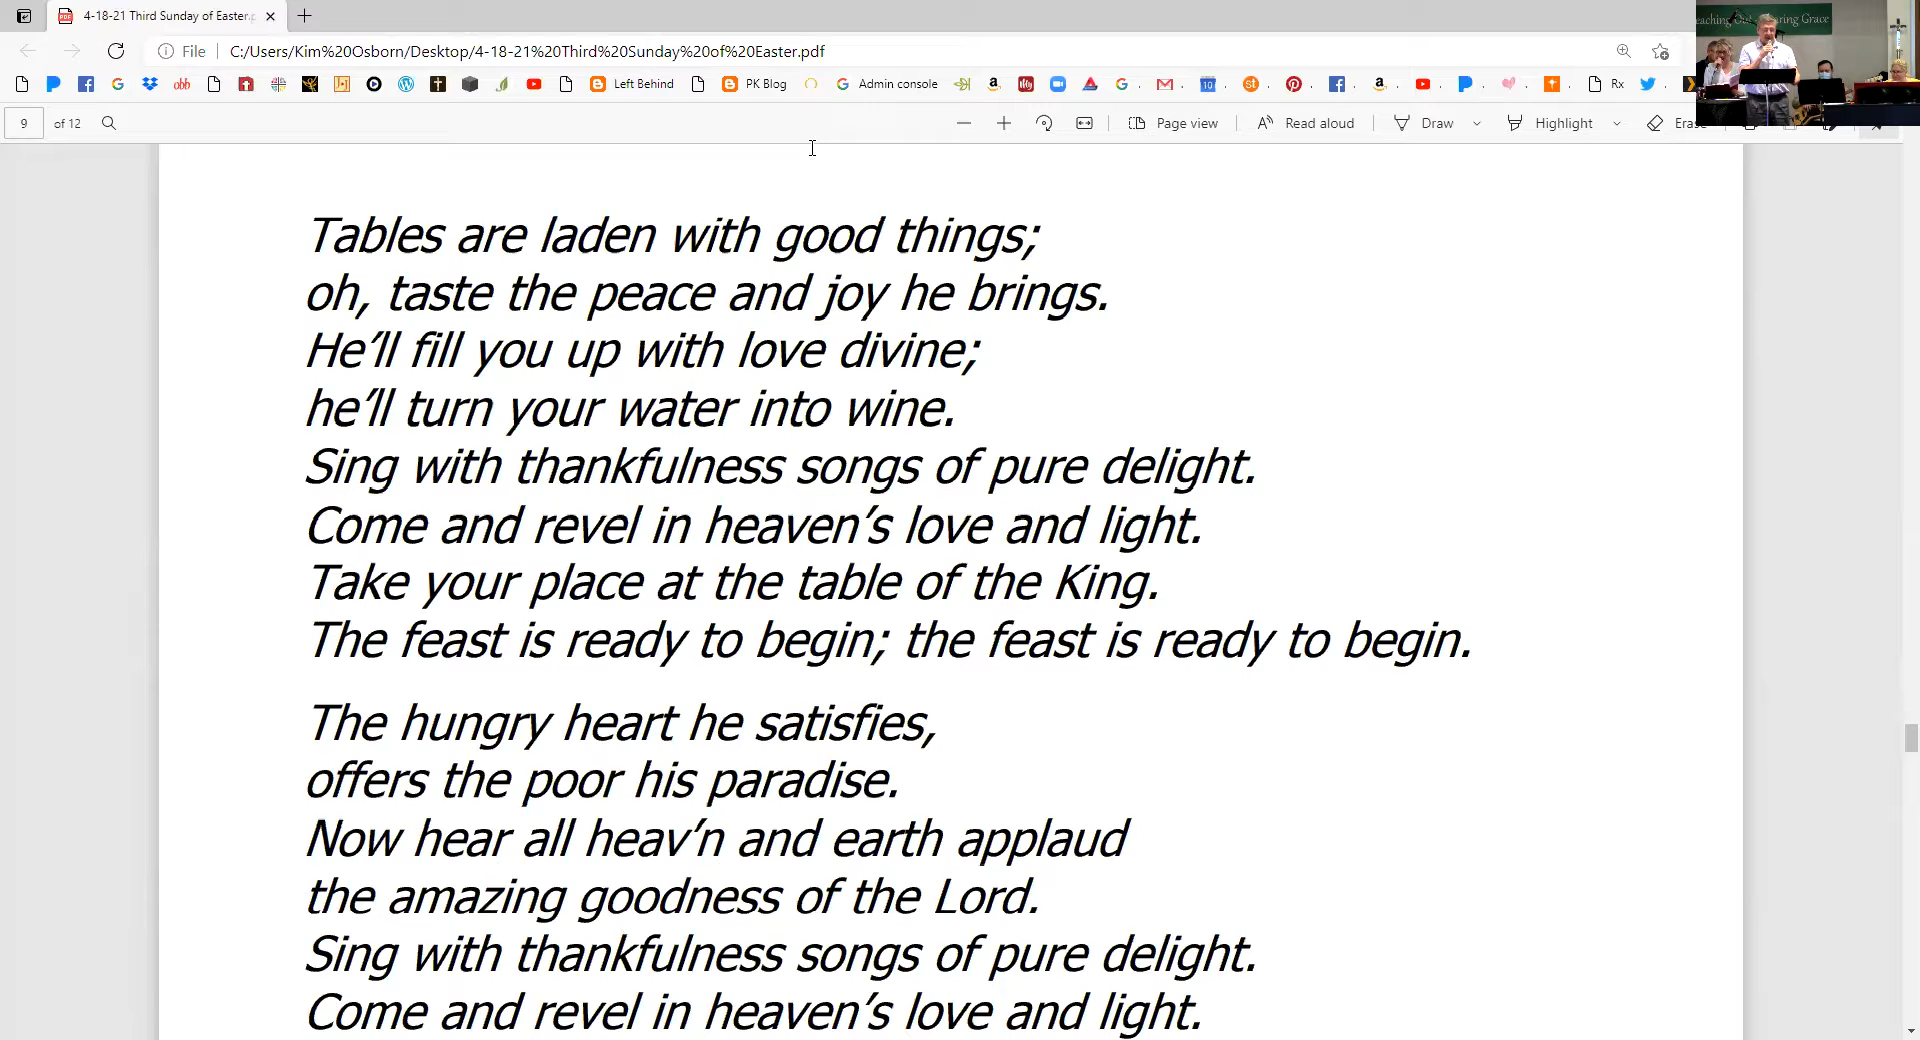 4-18-21 Third Sunday of Easter.p
File
C:/Users/Kim%20Osborn/Desktop/4-18-21%20Third%20Sunday%20of%20Easter.pdf
abb Left Behind PK Blog Admin console Rx
9 of 12 Page view Read aloud Draw Highlight Erase
eaching Out, Sharing Grace
Tables are laden with good things;
oh, taste the peace and joy he brings.
He’ll fill you up with love divine;
he’ll turn your water into wine.
Sing with thankfulness songs of pure delight.
Come and revel in heaven’s love and light.
Take your place at the table of the King.
The feast is ready to begin; the feast is ready to begin.
The hungry heart he satisfies,
offers the poor his paradise.
Now hear all heav’n and earth applaud
the amazing goodness of the Lord.
Sing with thankfulness songs of pure delight.
Come and revel in heaven’s love and light.